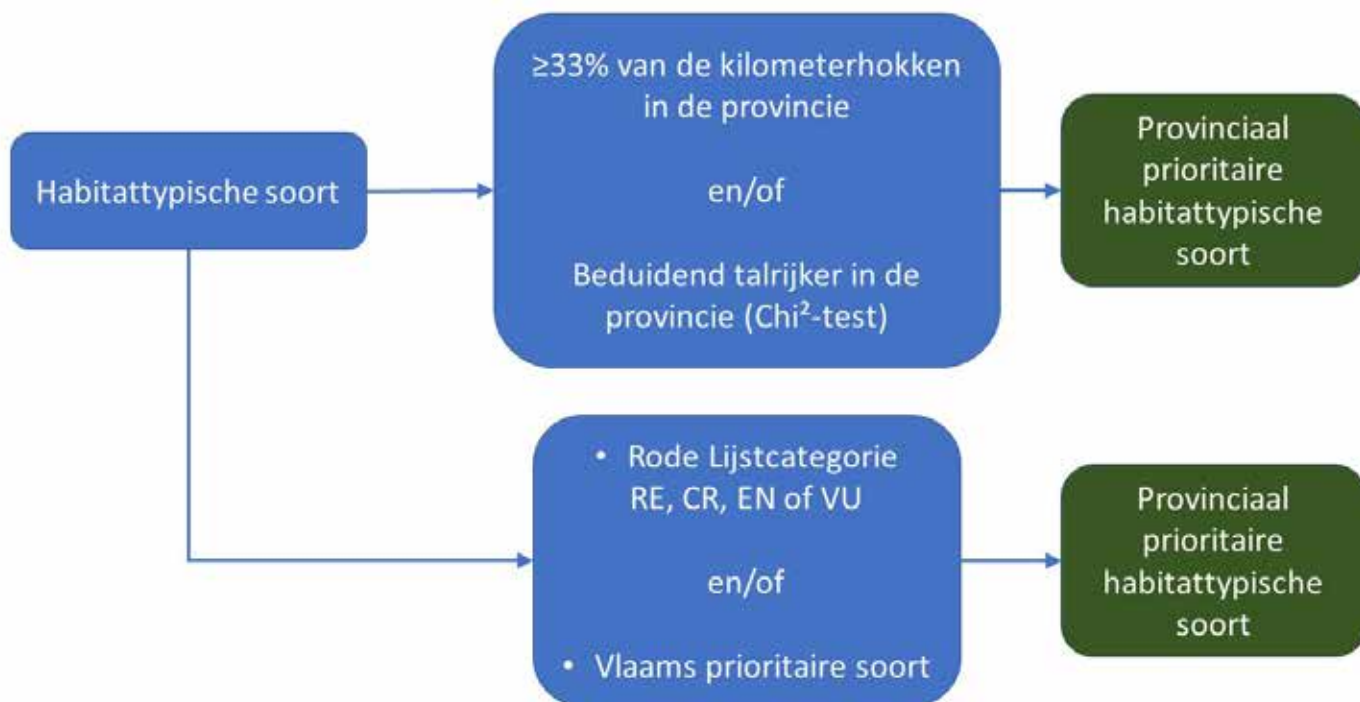 Habitattypische soort
≥33% van de kilometerhokken
in de provincie
en/of
Beduidend talrijker in de
provincie (Chi²-test)
Provinciaal
prioritaire
habitattypische
soort
• Rode Lijstcategorie
RE, CR, EN of VU
en/of
• Vlaams prioritaire soort
Provinciaal
prioritaire
habitattypische
soort